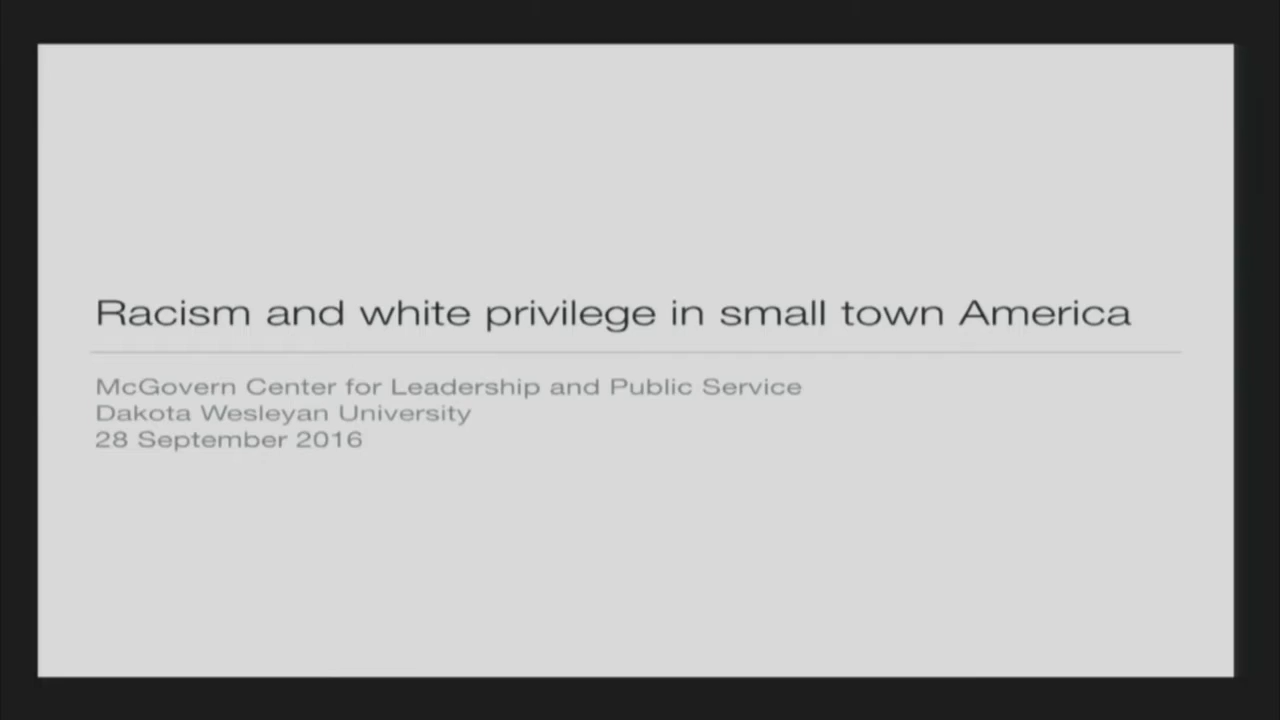 Racism and white privilege in small town America
McGovern Center for Leadership and Public Service
Dakota Wesleyan University
28 September 2016